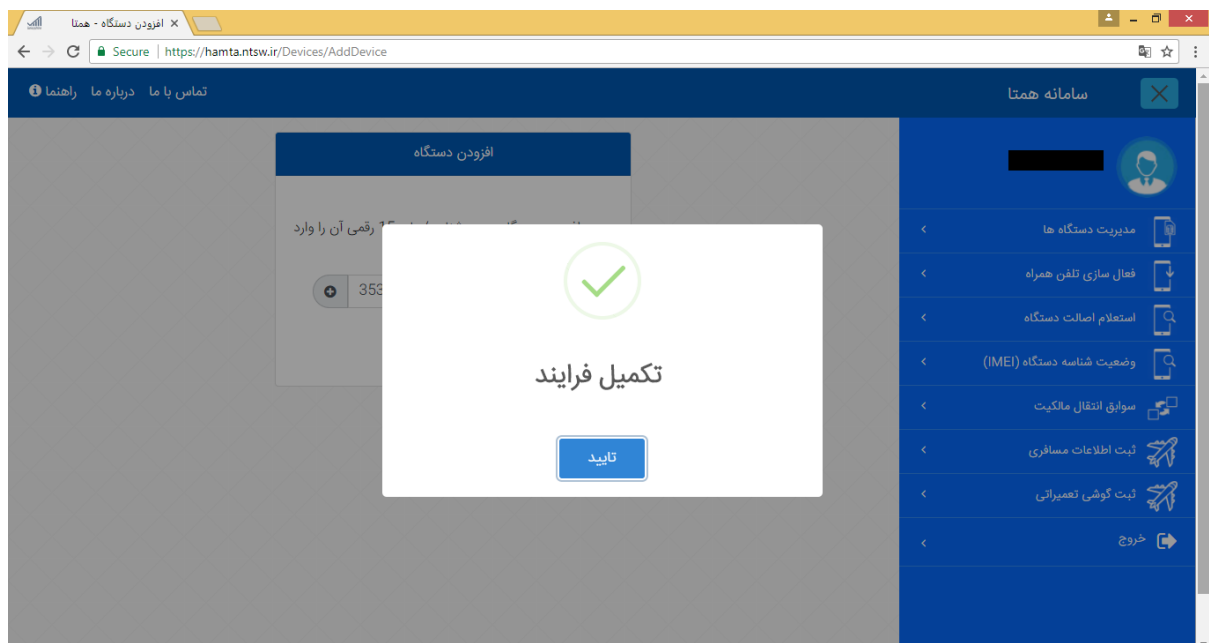 افزودن دستگاه - همتا
Secure | https://hamta.ntsw.ir/Devices/AddDevice
سامانه همتا
تماس با ما درباره ما راهنما
افزودن دستگاه
15 رقمی آن را وارد
353
تکمیل فرایند
تایید
مدیریت دستگاه ها
فعال سازی تلفن همراه
استعلام اصالت دستگاه
وضعیت شناسه دستگاه (IMEI)
سوابق انتقال مالکیت
ثبت اطلاعات مسافری
ثبت گوشی تعمیراتی
خروج